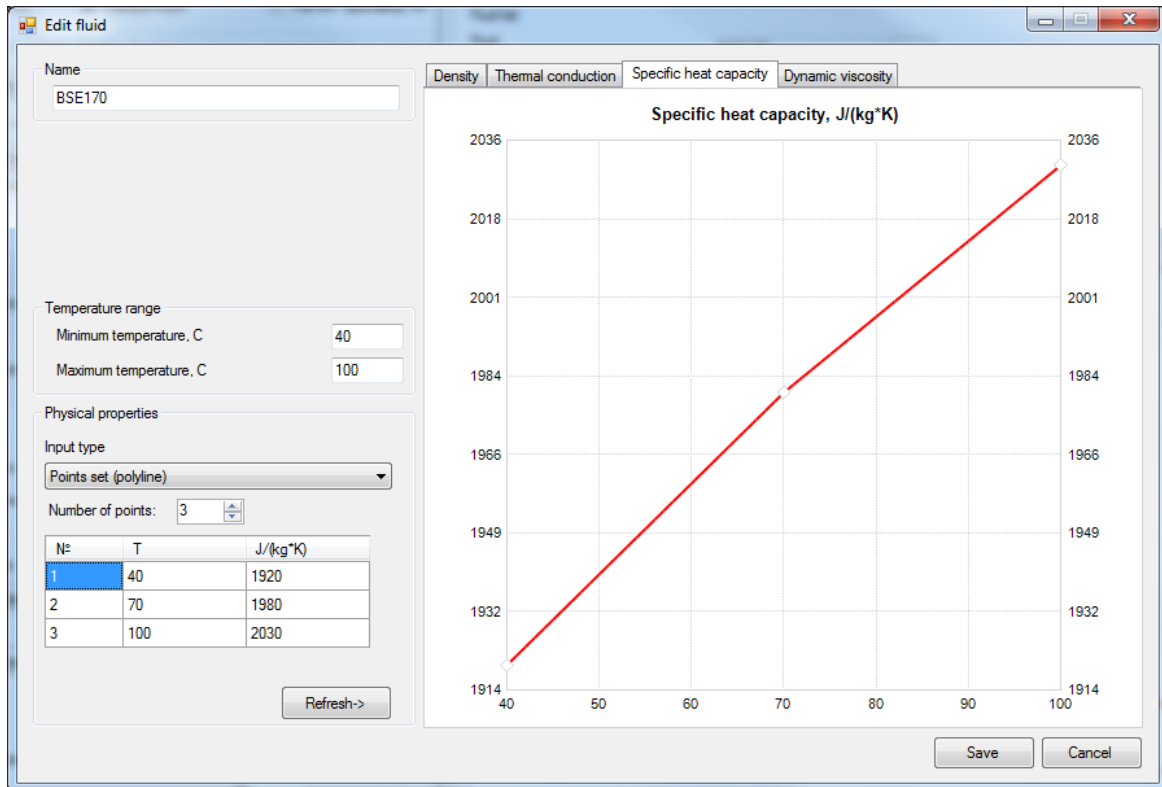 Edit fluid
Name
BSE170
Temperature range
Minimum temperature, C 40
Maximum temperature, C 100
Physical properties
Input type
Points set (polyline)
Number of points: 3
№ T J/(kg*K)
1 40 1920
2 70 1980
3 100 2030
Refresh->
Density Thermal conduction Specific heat capacity Dynamic viscosity
Specific heat capacity, J/(kg*K)
2036 2036
2018 2018
2001 2001
1984 1984
1966 1966
1949 1949
1932 1932
1914 1914
40 50 60 70 80 90 100
Save Cancel